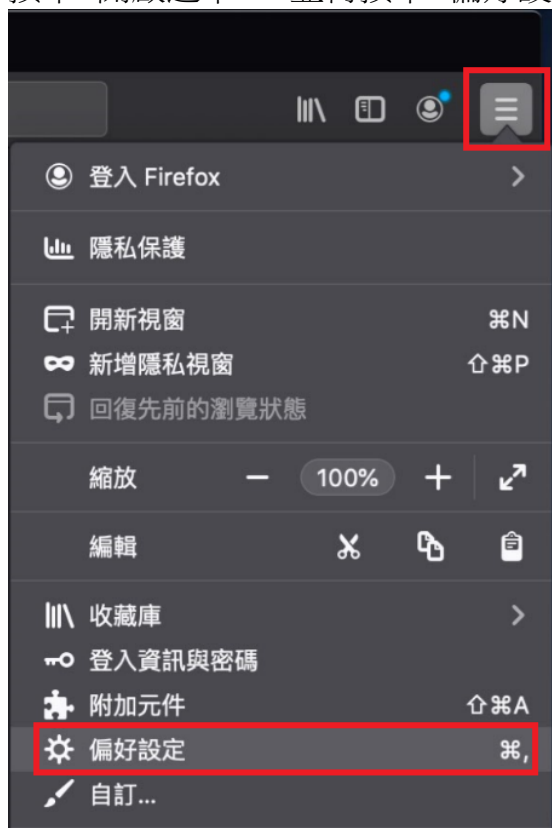 登入 Firefox
隱私保護
開新視窗 ⌘N
新增隱私視窗 ⇧⌘P
回復先前的瀏覽狀態
縮放 − 100% +
編輯
收藏庫
登入資訊與密碼
附加元件 ⇧⌘A
偏好設定 ⌘,
自訂...